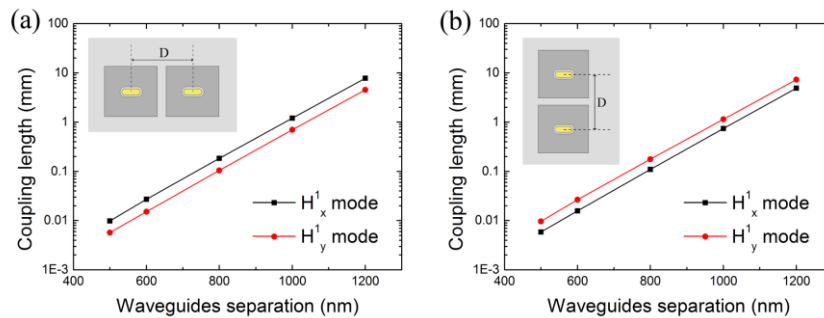 (a)
100
10
1
0.1
0.01
1E-3
Coupling length (mm)
D
H¹ₓ mode
H¹ᵧ mode
400 600 800 1000 1200
Waveguides separation (nm)
(b)
100
10
1
0.1
0.01
1E-3
Coupling length (mm)
D
H¹ₓ mode
H¹ᵧ mode
400 600 800 1000 1200
Waveguides separation (nm)